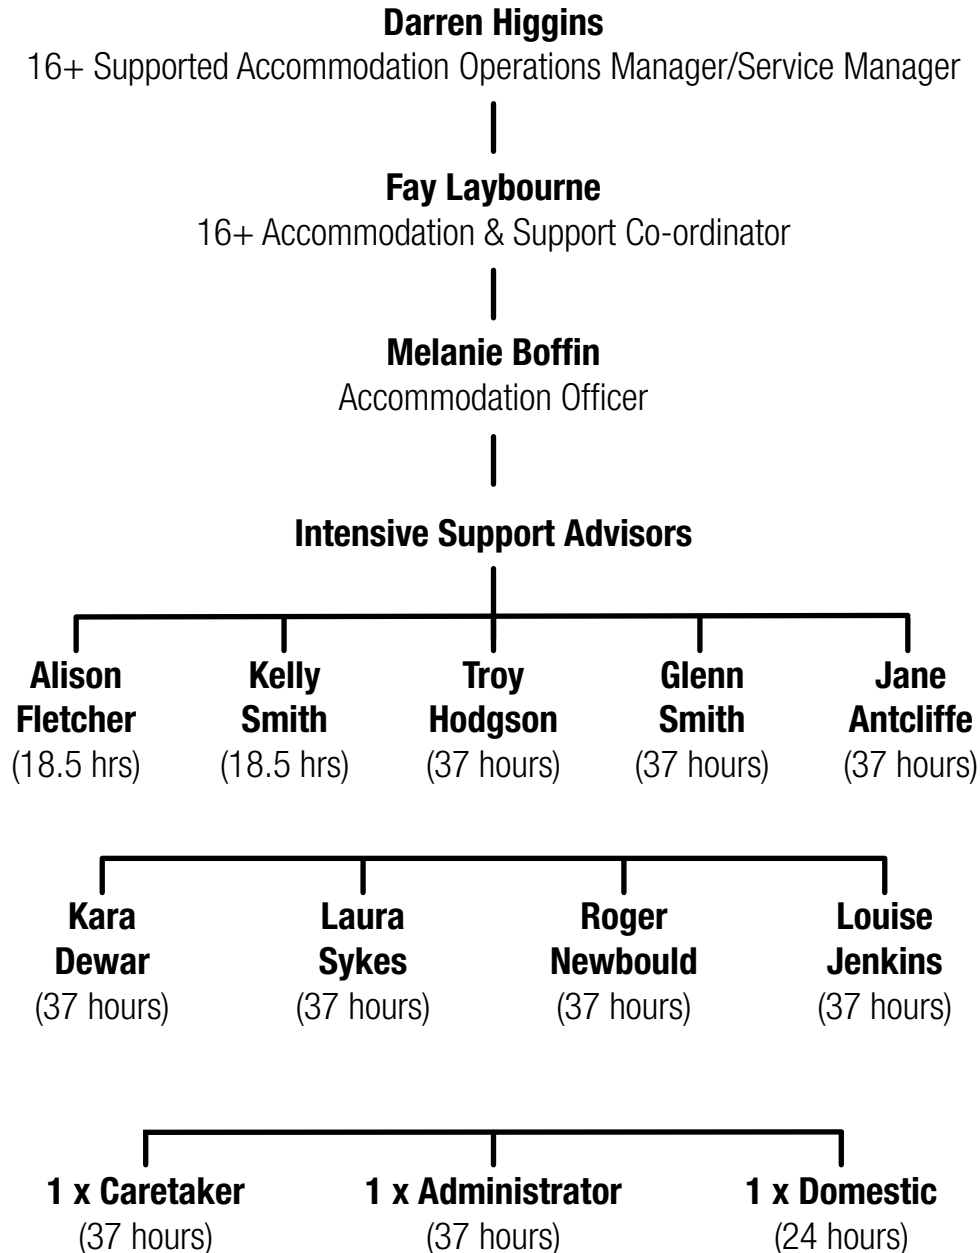 Darren Higgins
16+ Supported Accommodation Operations Manager/Service Manager
Fay Laybourne
16+ Accommodation & Support Co-ordinator
Melanie Boffin
Accommodation Officer
Intensive Support Advisors
Alison
Fletcher
(18.5 hrs)
Kelly
Smith
(18.5 hrs)
Troy
Hodgson
(37 hours)
Glenn
Smith
(37 hours)
Jane
Antcliffe
(37 hours)
Kara
Dewar
(37 hours)
Laura
Sykes
(37 hours)
Roger
Newbould
(37 hours)
Louise
Jenkins
(37 hours)
1 x Caretaker
(37 hours)
1 x Administrator
(37 hours)
1 x Domestic
(24 hours)